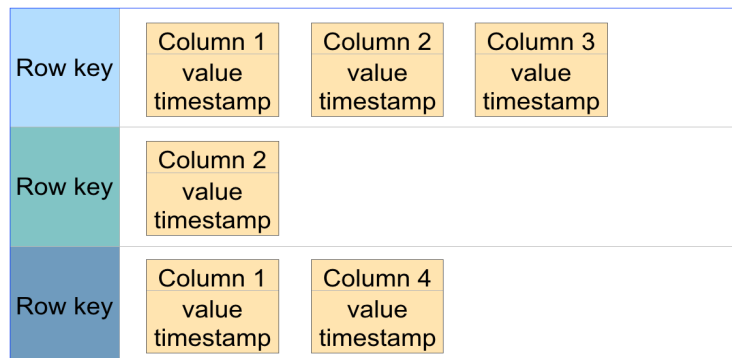 Row key
Column 1
value
timestamp
Column 2
value
timestamp
Column 3
value
timestamp
Row key
Column 2
value
timestamp
Row key
Column 1
value
timestamp
Column 4
value
timestamp